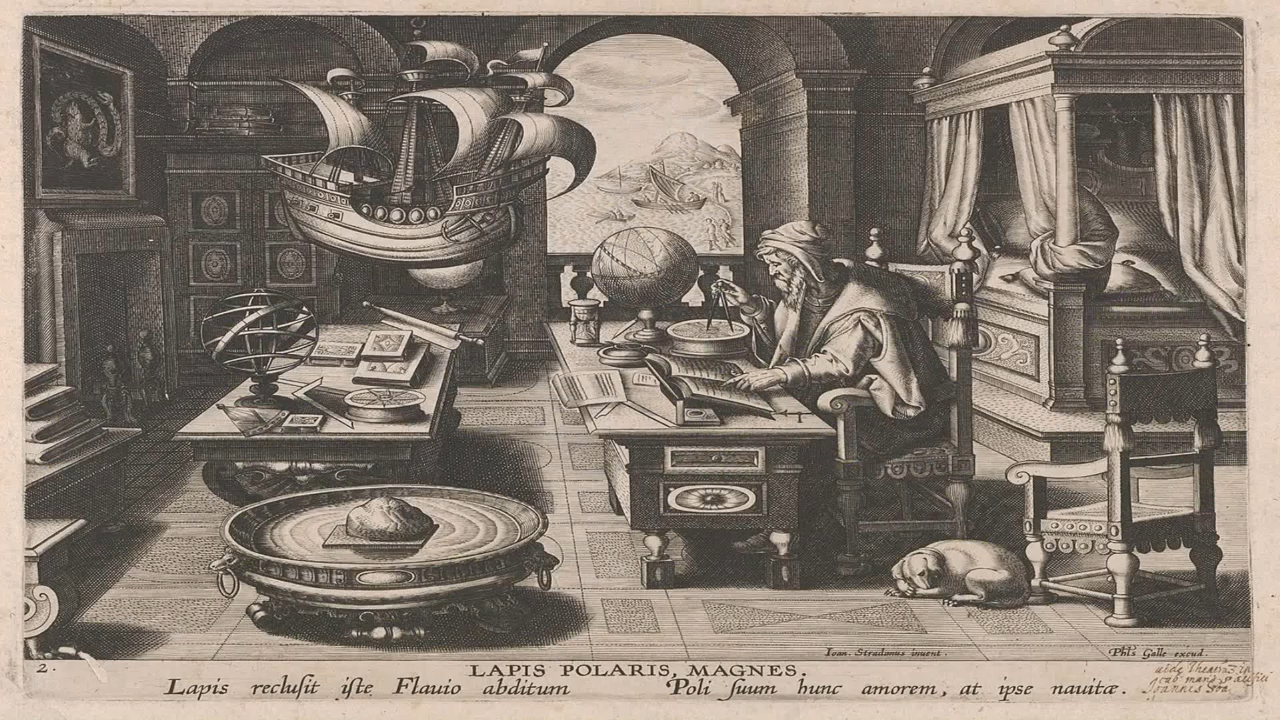 Ioan. Stradanus invent.
Phls Galle excud.
2.
LAPIS POLARIS, MAGNES.
Lapis reclusit iſte Flauio abditum Poli ſuum hunc amorem, at ipse nauitæ.